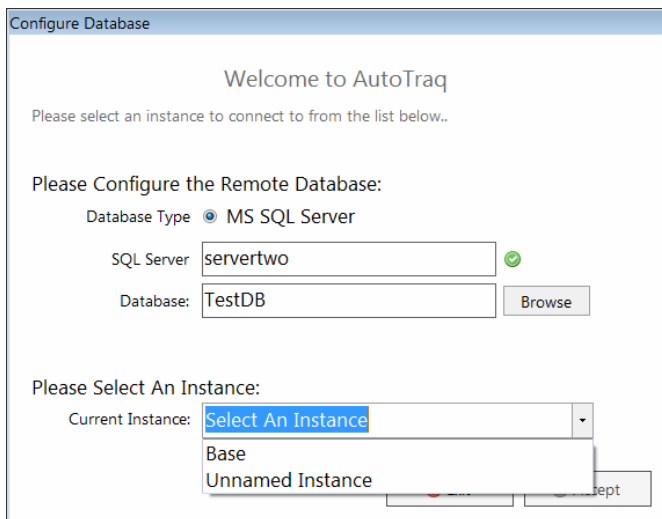 Configure Database
Welcome to AutoTraq
Please select an instance to connect to from the list below..
Please Configure the Remote Database:
Database Type MS SQL Server
SQL Server servertwo
Database: TestDB Browse
Please Select An Instance:
Current Instance: Select An Instance
Base
Unnamed Instance